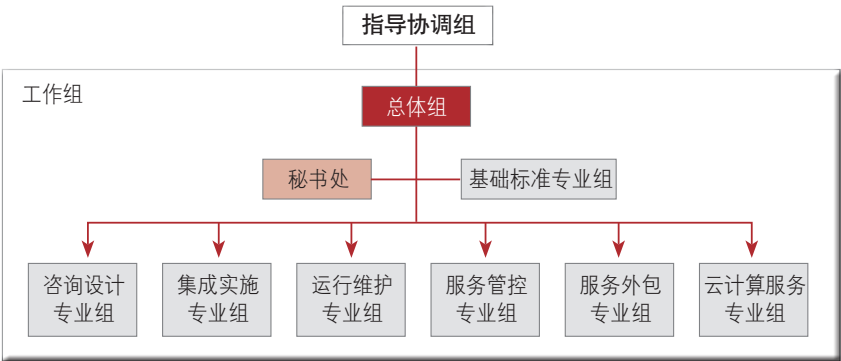 指导协调组
工作组
总体组
秘书处
基础标准专业组
咨询设计
专业组
集成实施
专业组
运行维护
专业组
服务管控
专业组
服务外包
专业组
云计算服务
专业组